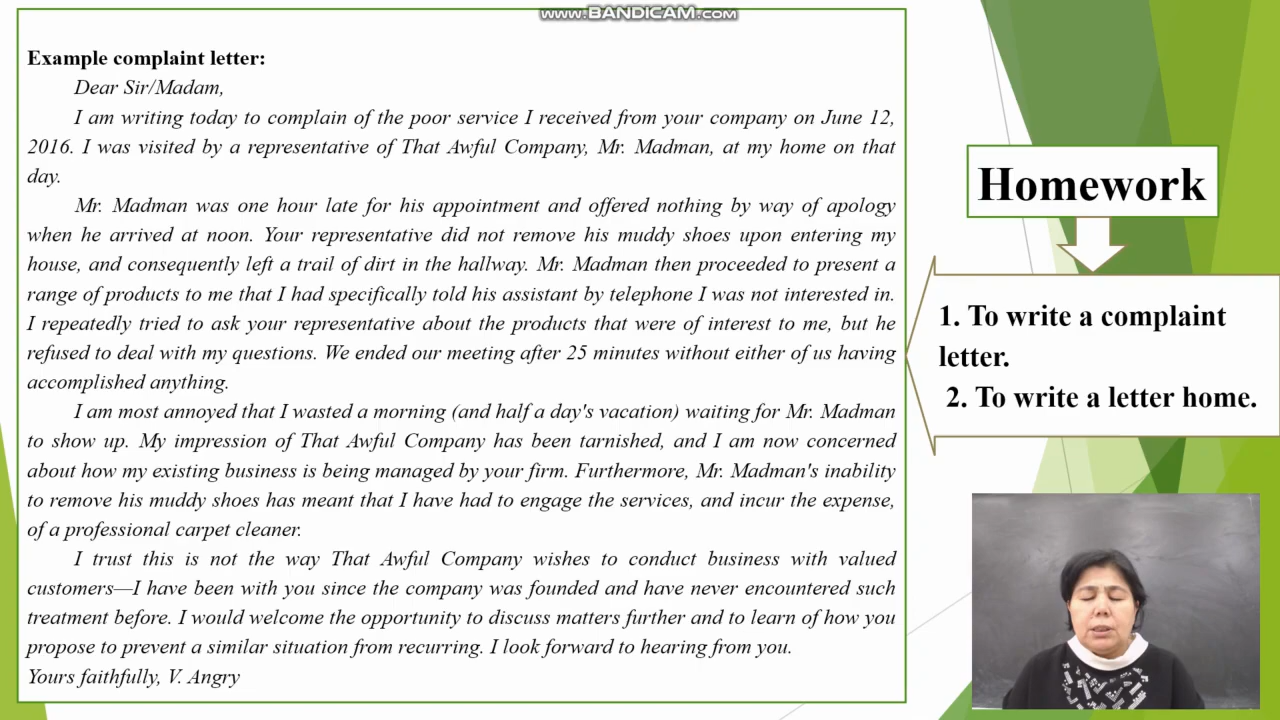 www.BANDICAM.com
Example complaint letter:
Dear Sir/Madam,
I am writing today to complain of the poor service I received from your company on June 12,
2016. I was visited by a representative of That Awful Company, Mr. Madman, at my home on that
day.
Mr. Madman was one hour late for his appointment and offered nothing by way of apology
when he arrived at noon. Your representative did not remove his muddy shoes upon entering my
house, and consequently left a trail of dirt in the hallway. Mr. Madman then proceeded to present a
range of products to me that I had specifically told his assistant by telephone I was not interested in.
I repeatedly tried to ask your representative about the products that were of interest to me, but he
refused to deal with my questions. We ended our meeting after 25 minutes without either of us having
accomplished anything.
I am most annoyed that I wasted a morning (and half a day's vacation) waiting for Mr. Madman
to show up. My impression of That Awful Company has been tarnished, and I am now concerned
about how my existing business is being managed by your firm. Furthermore, Mr. Madman's inability
to remove his muddy shoes has meant that I have had to engage the services, and incur the expense,
of a professional carpet cleaner.
I trust this is not the way That Awful Company wishes to conduct business with valued
customers—I have been with you since the company was founded and have never encountered such
treatment before. I would welcome the opportunity to discuss matters further and to learn of how you
propose to prevent a similar situation from recurring. I look forward to hearing from you.
Yours faithfully, V. Angry
Homework
1. To write a complaint
letter.
2. To write a letter home.